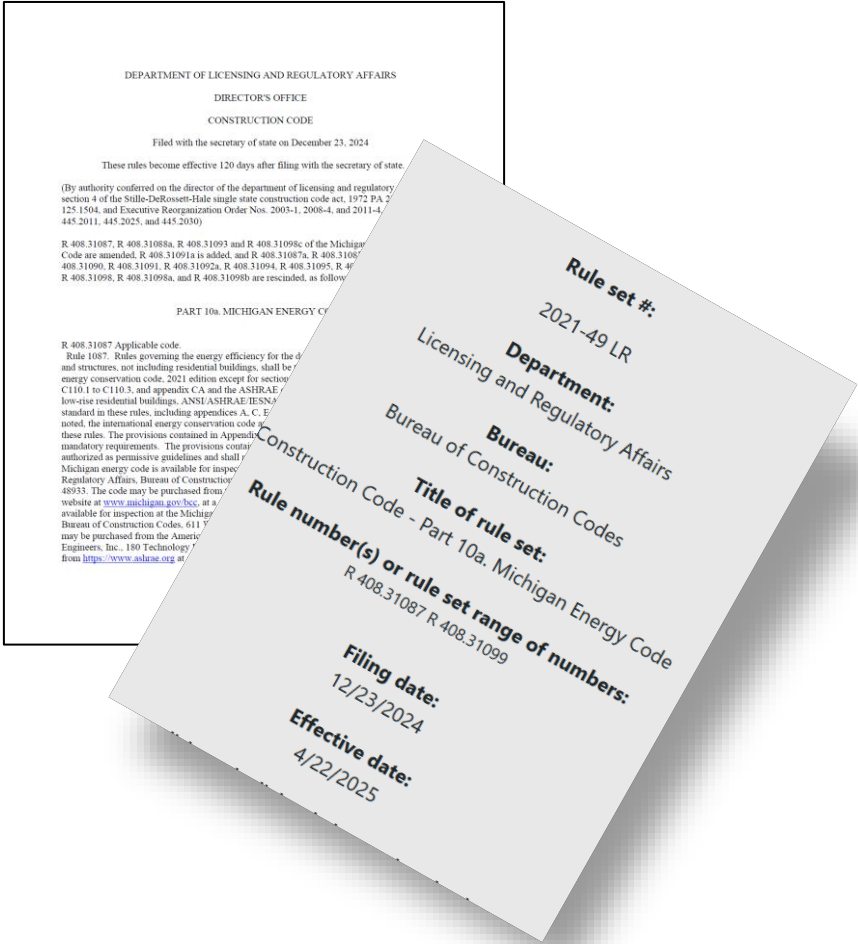 DEPARTMENT OF LICENSING AND REGULATORY AFFAIRS
DIRECTOR'S OFFICE
CONSTRUCTION CODE
Filed with the secretary of state on December 23, 2024
These rules become effective 120 days after filing with the secretary of state.
(By authority conferred on the director of the department of licensing and regulatory
section 4 of the Stille-DeRossett-Hale single state construction code act, 1972 PA
125.1504, and Executive Reorganization Order Nos. 2003-1, 2008-4, and 2011-4,
445.2011, 445.2025, and 445.2030)
R 408.31087, R 408.31088a, R 408.31093 and R 408.31098c of the Michigan
Code are amended, R 408.31091a is added, and R 408.31087a, R
408.31090, R 408.31091, R 408.31092a, R 408.31094, R 408.31095, R
R 408.31098, R 408.31098a, and R 408.31098b are rescinded, as
PART 10a. MICHIGAN ENERGY
R 408.31087 Applicable code.
Rule 1087. Rules governing the energy efficiency for the
and structures, not including residential buildings, shall be
energy conservation code, 2021 edition except for
C110.1 to C110.3, and appendix CA and the ASHRAE
low-rise residential buildings, ANSI/ASHRAE/IESNA
standard in these rules, including appendices A, C,
noted, the international energy conservation code
these rules. The provisions contained in
mandatory requirements. The provisions
authorized as permissive guidelines and shall
Michigan energy code is available for
Regulatory Affairs, Bureau of
48933. The code may be purchased from
website at www.michigan.gov/bcc, at a
available for inspection at the
Bureau of Construction Codes, 611
may be purchased from the
Engineers, Inc., 180 Technology
from https://www.ashrae.org at
Rule set #:
2021-49 LR
Department:
Licensing and Regulatory Affairs
Bureau:
Bureau of Construction Codes
Title of rule set:
Construction Code - Part 10a. Michigan Energy Code
Rule number(s) or rule set range of numbers:
R 408.31087 R 408.31099
Filing date:
12/23/2024
Effective date:
4/22/2025